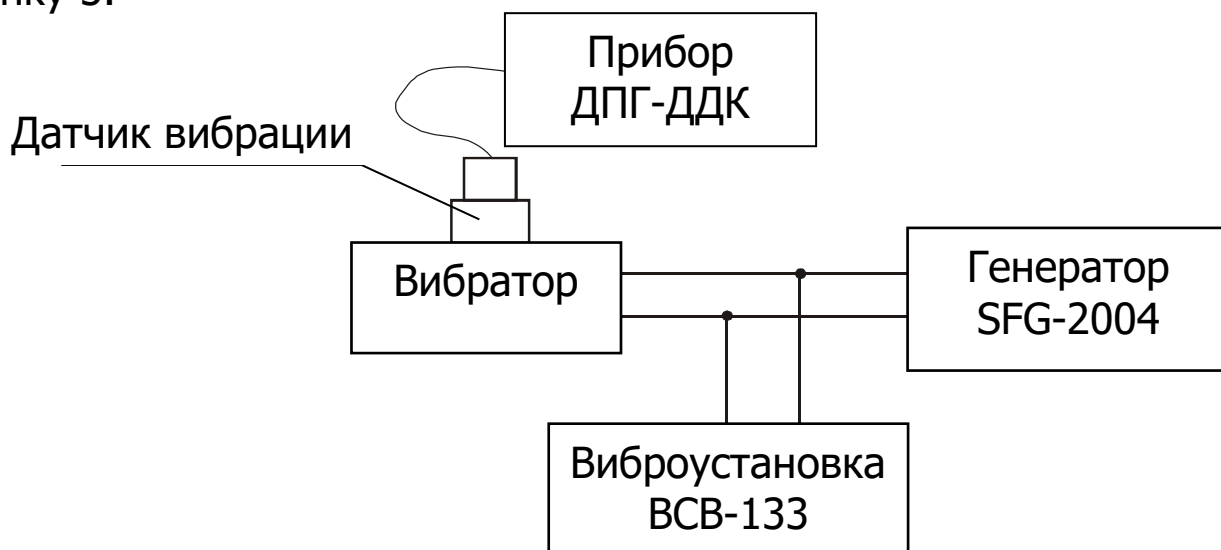 нку 3.
Прибор
ДПГ-ДДК
Датчик вибрации
Вибратор
Генератор
SFG-2004
Виброустановка
ВСВ-133